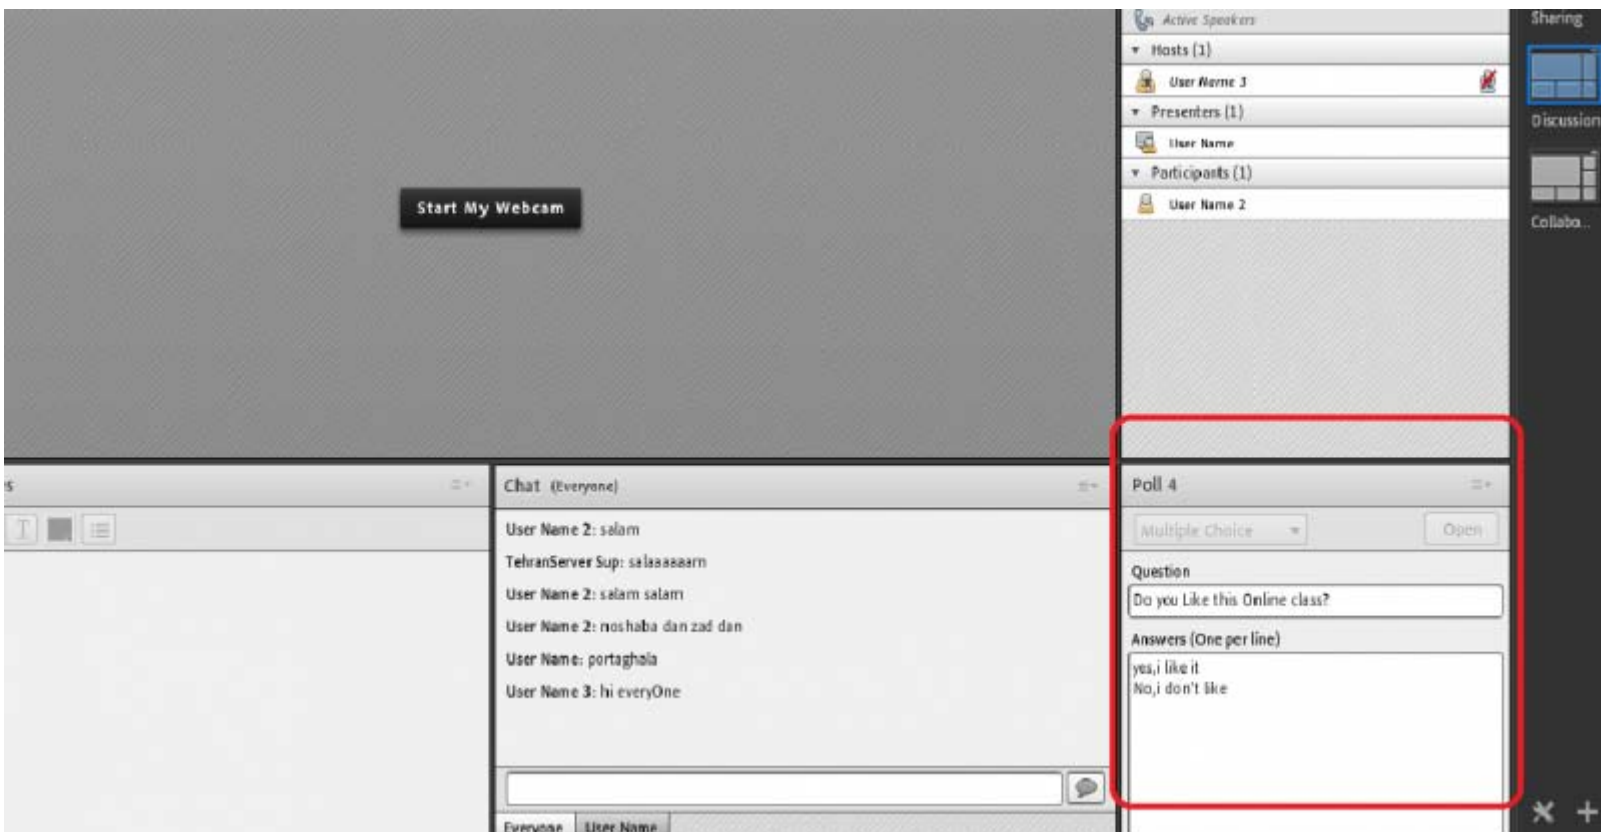 Active Speakers
Hosts (1)
User Name 3
Presenters (1)
User Name
Participants (1)
User Name 2
Sharing
Discussion
Collabo...
Start My Webcam
s
T
Chat (Everyone)
User Name 2: salam
TehranServer Sup: salaaaaam
User Name 2: salam salam
User Name 2: noshaba dan zad dan
User Name: portaghala
User Name 3: hi everyOne
Everyone User Name
Poll 4
Multiple Choice Open
Question
Do you Like this Online class?
Answers (One per line)
yes,i like it
No,i don't like